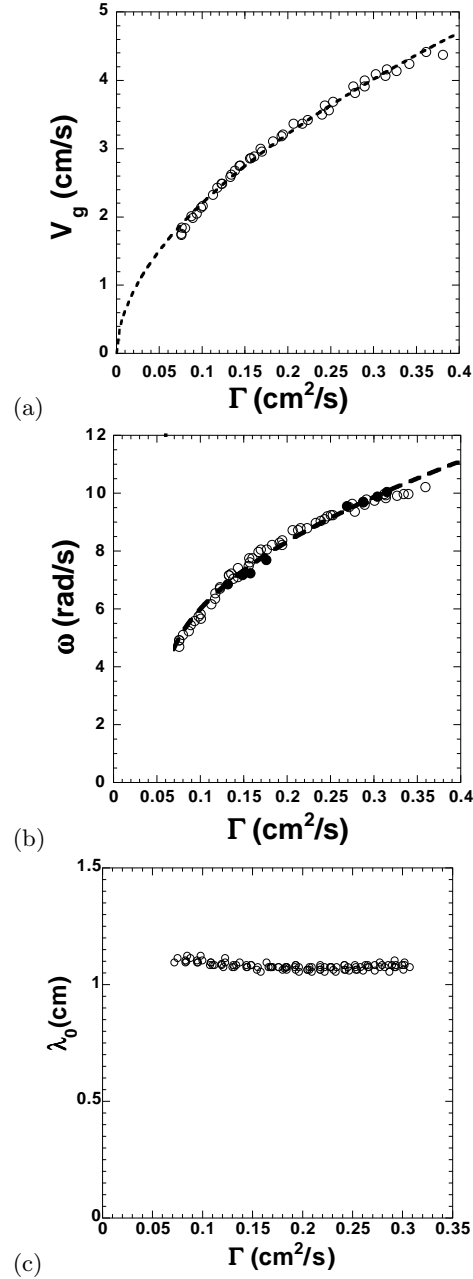 5
4
3
2
1
0
V_g (cm/s)
0 0.05 0.1 0.15 0.2 0.25 0.3 0.35 0.4
Γ (cm²/s)
(a)
12
10
8
6
4
2
0
ω (rad/s)
0 0.05 0.1 0.15 0.2 0.25 0.3 0.35 0.4
Γ (cm²/s)
(b)
1.5
1
0.5
0
λ₀(cm)
0 0.05 0.1 0.15 0.2 0.25 0.3 0.35
Γ (cm²/s)
(c)